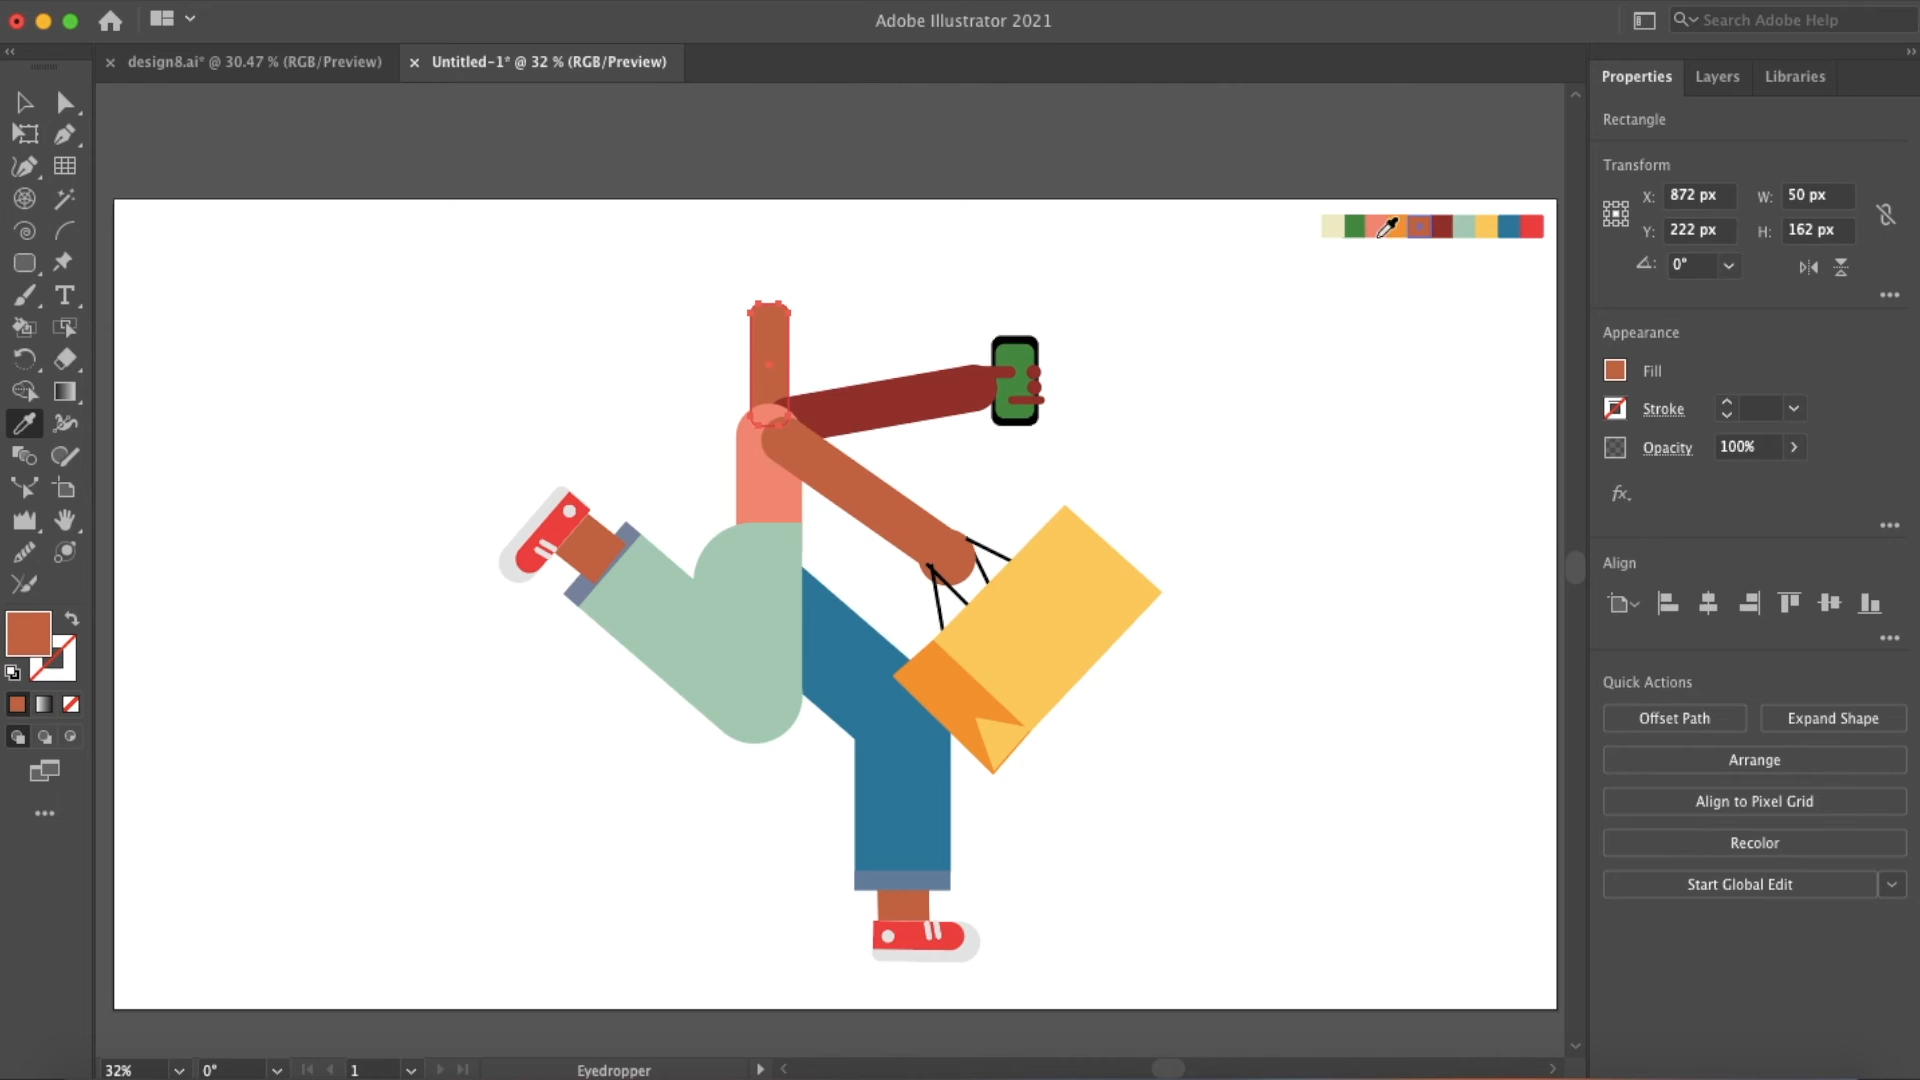 Adobe Illustrator 2021
Search Adobe Help
design8.ai* @ 30.47 % (RGB/Preview)
Untitled-1* @ 32 % (RGB/Preview)
Properties
Layers
Libraries
Rectangle
Transform
X: 872 px
W: 50 px
Y: 222 px
H: 162 px
0°
Appearance
Fill
Stroke
Opacity
100%
fx.
Align
Quick Actions
Offset Path
Expand Shape
Arrange
Align to Pixel Grid
Recolor
Start Global Edit
32%
0°
1
Eyedropper